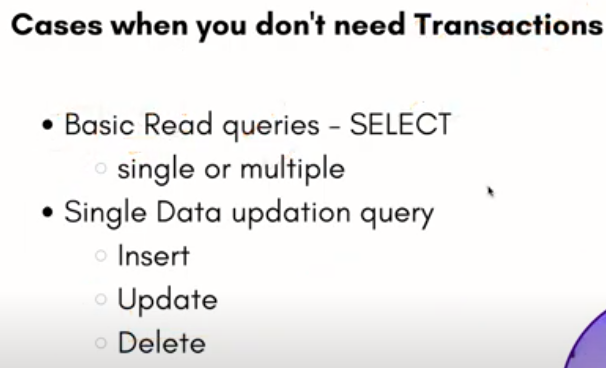 Cases when you don't need Transactions
• Basic Read queries - SELECT
○ single or multiple
• Single Data updation query
○ Insert
○ Update
○ Delete